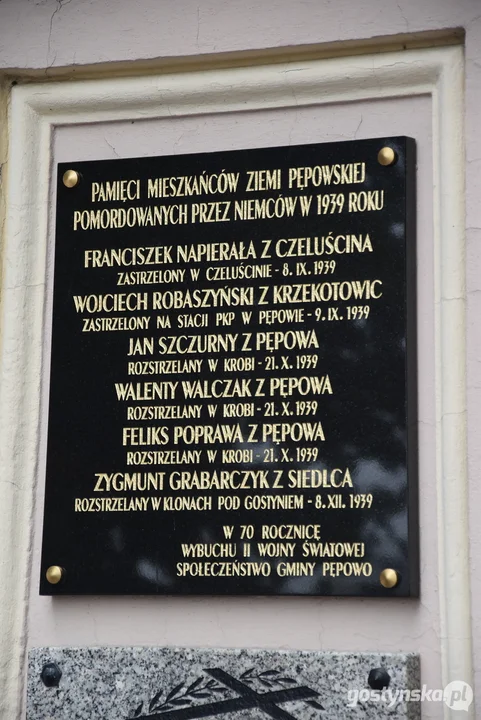 PAMIĘCI MIESZKAŃCÓW ZIEMI PĘPOWSKIEJ
POMORDOWANYCH PRZEZ NIEMCÓW W 1939 ROKU
FRANCISZEK NAPIERAŁA Z CZELUŚCINA
ZASTRZELONY W CZELUŚCINIE - 8. IX. 1939
WOJCIECH ROBASZYŃSKI Z KRZEKOTOWIC
ZASTRZELONY NA STACJI PKP W PĘPOWIE - 9. IX. 1939
JAN SZCZURNY Z PĘPOWA
ROZSTRZELANY W KROBI - 21. X. 1939
WALENTY WALCZAK Z PĘPOWA
ROZSTRZELANY W KROBI - 21. X. 1939
FELIKS POPRAWA Z PĘPOWA
ROZSTRZELANY W KROBI - 21. X. 1939
ZYGMUNT GRABARCZYK Z SIEDLCA
ROZSTRZELANY W KLONACH POD GOSTYNIEM - 8. XII. 1939
W 70 ROCZNICĘ
WYBUCHU II WOJNY ŚWIATOWEJ
SPOŁECZEŃSTWO GMINY PĘPOWO
gostynska.pl